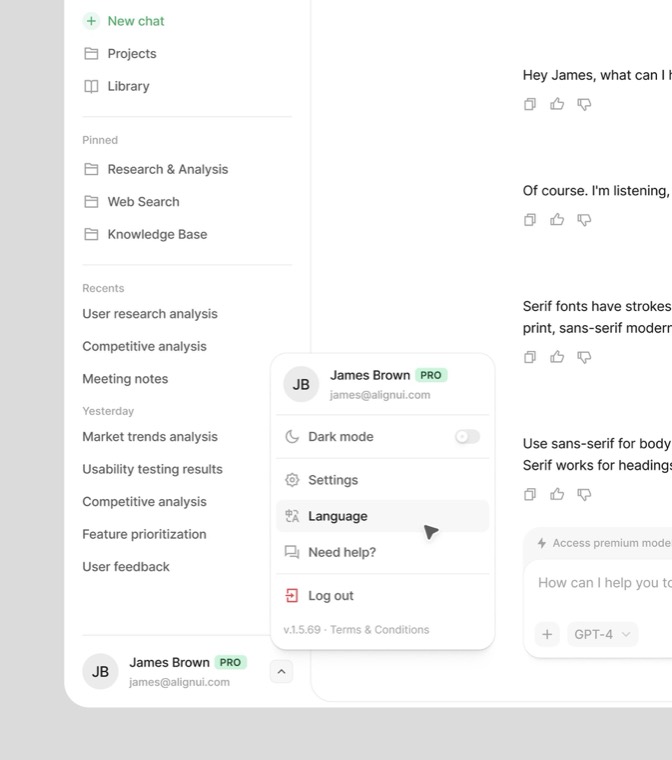 New chat
Projects
Library
Pinned
Research & Analysis
Web Search
Knowledge Base
Recents
User research analysis
Competitive analysis
Meeting notes
Yesterday
Market trends analysis
Usability testing results
Competitive analysis
Feature prioritization
User feedback
JB
James Brown PRO
james@alignui.com
JB
James Brown PRO
james@alignui.com
Dark mode
Settings
Language
Need help?
Log out
v.1.5.69 · Terms & Conditions
Hey James, what can I
Of course. I'm listening,
Serif fonts have strokes
print, sans-serif modern
Use sans-serif for body
Serif works for headings
Access premium mode
How can I help you
GPT-4